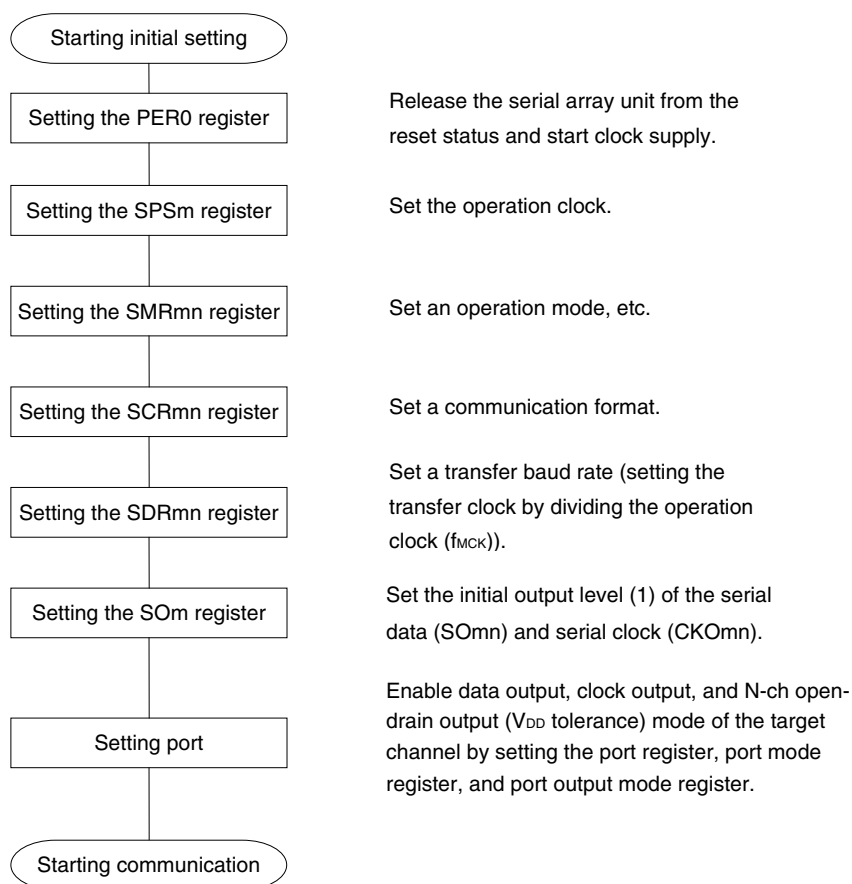 Starting initial setting
Setting the PER0 register
Release the serial array unit from the
reset status and start clock supply.
Setting the SPSm register
Set the operation clock.
Setting the SMRmn register
Set an operation mode, etc.
Setting the SCRmn register
Set a communication format.
Setting the SDRmn register
Set a transfer baud rate (setting the
transfer clock by dividing the operation
clock (fMCK)).
Setting the SOm register
Set the initial output level (1) of the serial
data (SOmn) and serial clock (CKOmn).
Setting port
Enable data output, clock output, and N-ch open-
drain output (VDD tolerance) mode of the target
channel by setting the port register, port mode
register, and port output mode register.
Starting communication